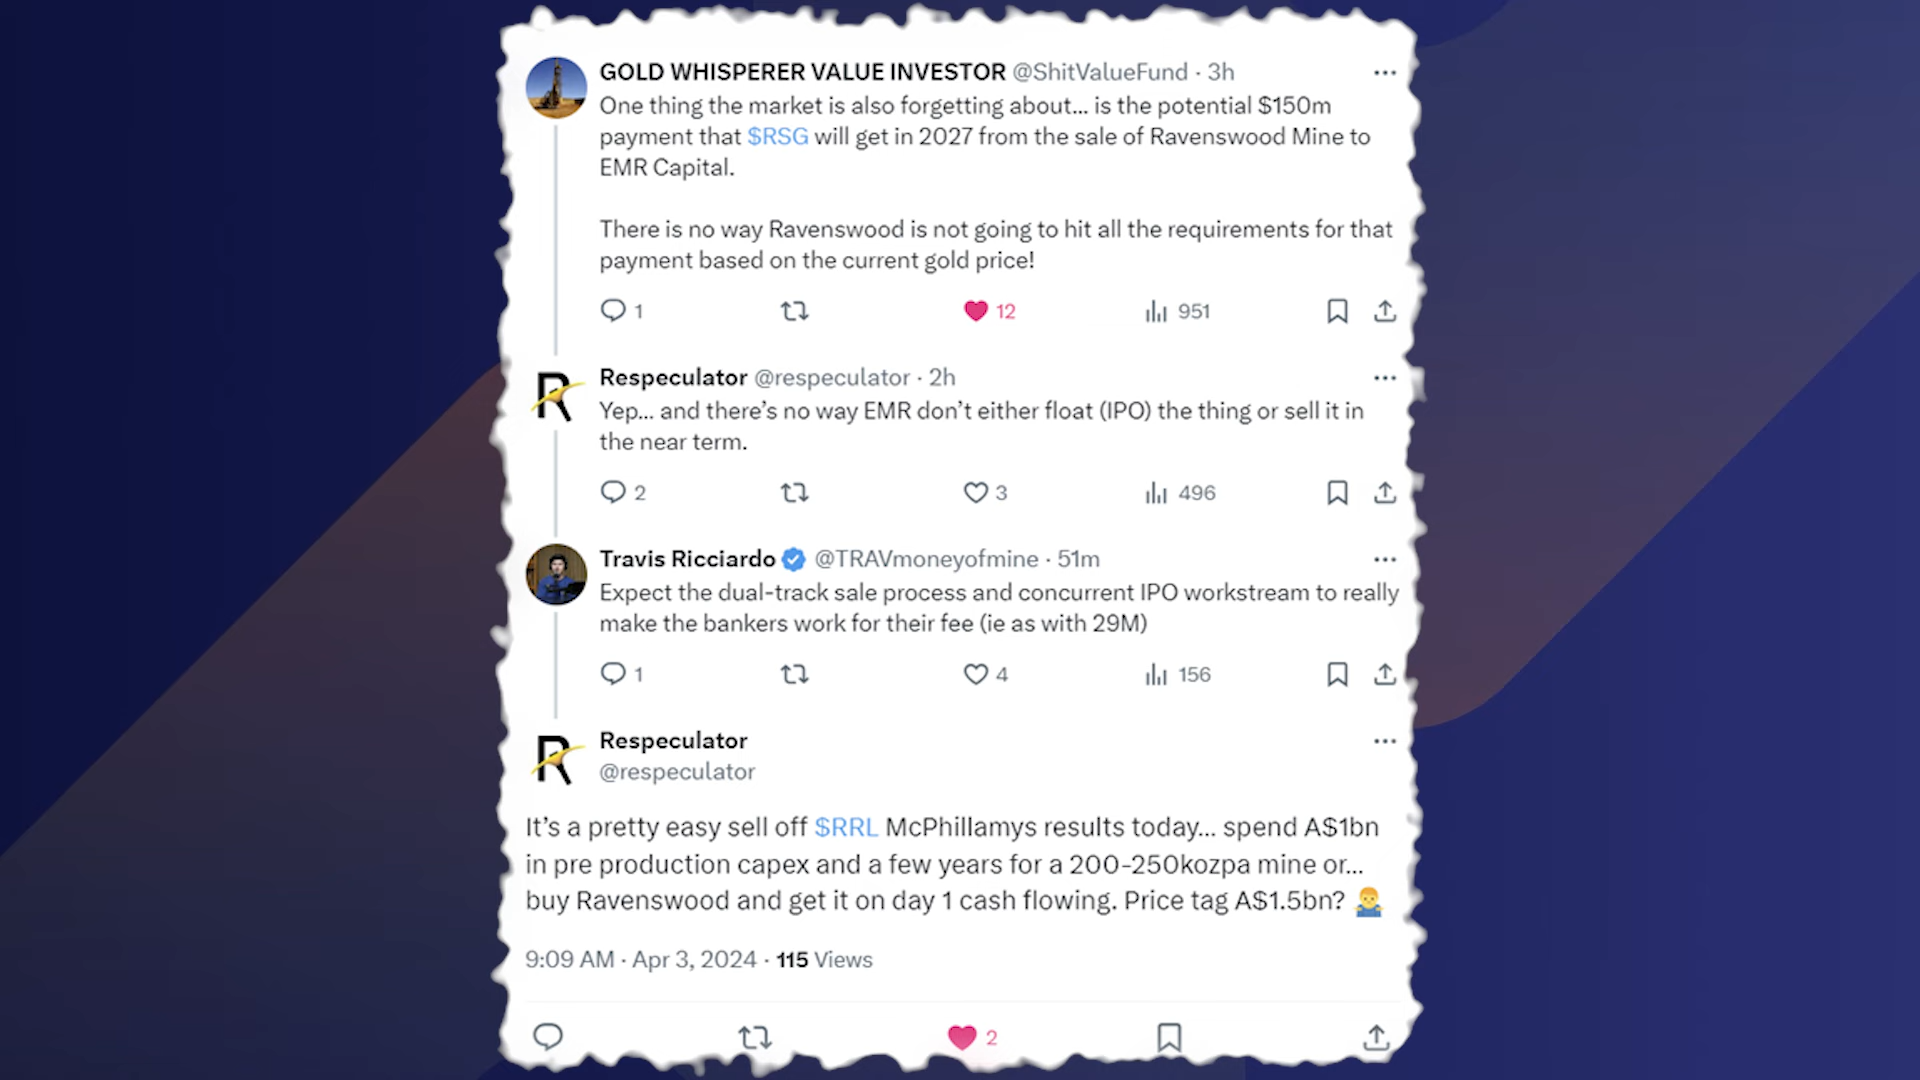 GOLD WHISPERER VALUE INVESTOR @ShitValueFund · 3h
One thing the market is also forgetting about... is the potential $150m
payment that $RSG will get in 2027 from the sale of Ravenswood Mine to
EMR Capital.
There is no way Ravenswood is not going to hit all the requirements for that
payment based on the current gold price!
1 12 951
Respeculator @respeculator · 2h
Yep... and there's no way EMR don't either float (IPO) the thing or sell it in
the near term.
2 3 496
Travis Ricciardo @TRAVmoneyofmine · 51m
Expect the dual-track sale process and concurrent IPO workstream to really
make the bankers work for their fee (ie as with 29M)
1 4 156
Respeculator
@respeculator
It's a pretty easy sell off $RRL McPhillamys results today... spend A$1bn
in pre production capex and a few years for a 200-250kozpa mine or...
buy Ravenswood and get it on day 1 cash flowing. Price tag A$1.5bn? 🤷‍♂️
9:09 AM · Apr 3, 2024 · 115 Views
2